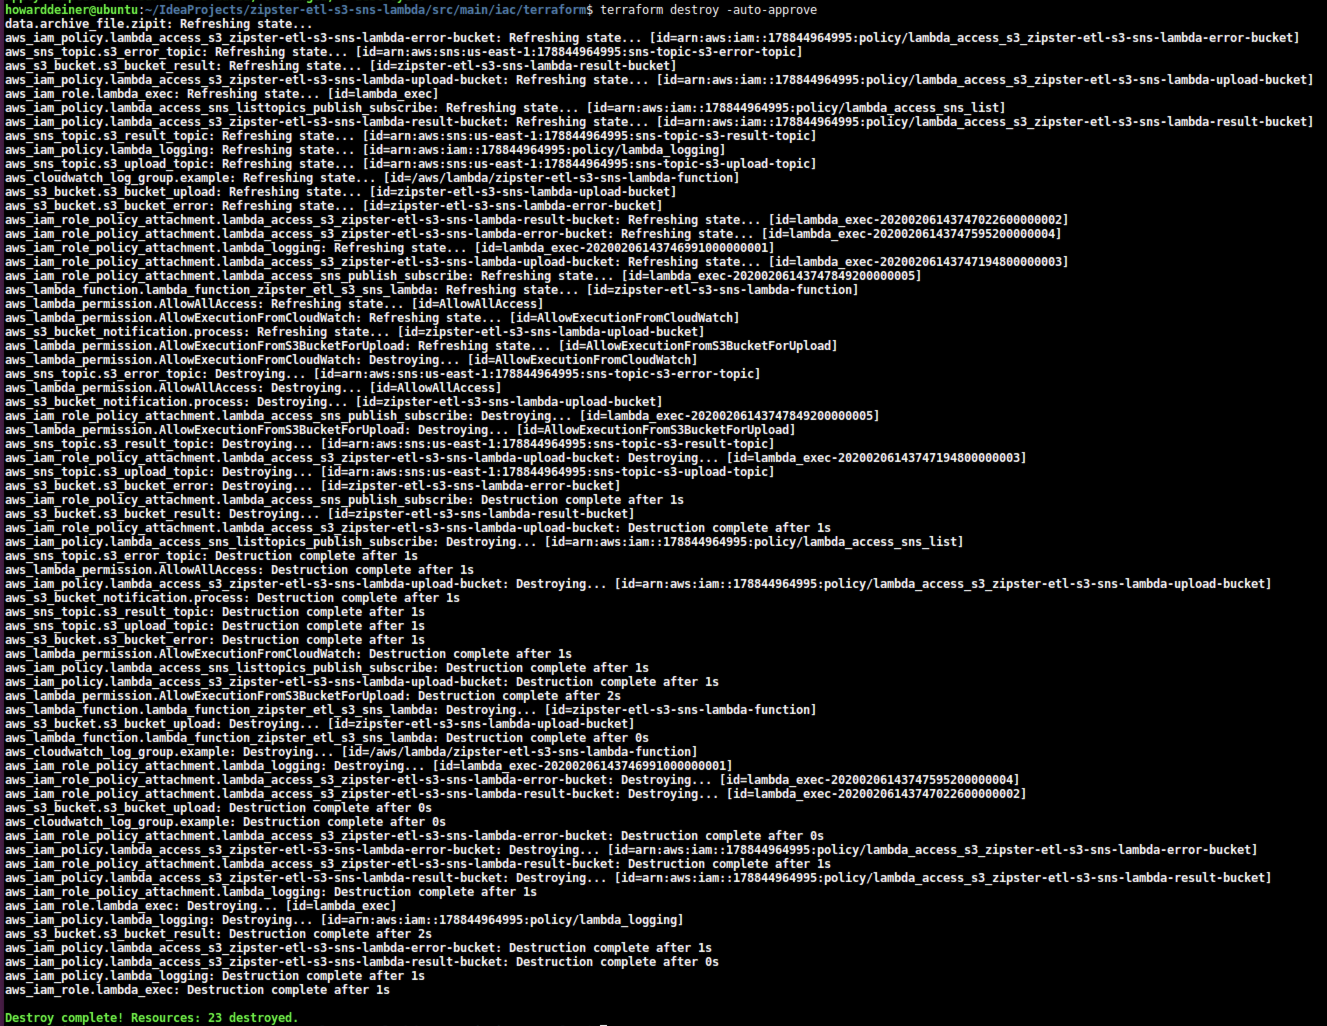 howarddeiner@ubuntu:~/IdeaProjects/zipster-etl-s3-sns-lambda/src/main/iac/terraform$ terraform destroy -auto-approve
data.archive_file.zipit: Refreshing state...
aws_iam_policy.lambda_access_s3_zipster-etl-s3-sns-lambda-error-bucket: Refreshing state... [id=arn:aws:iam::178844964995:policy/lambda_access_s3_zipster-etl-s3-sns-lambda-error-bucket]
aws_sns_topic.s3_error_topic: Refreshing state... [id=arn:aws:sns:us-east-1:178844964995:sns-topic-s3-error-topic]
aws_s3_bucket.s3_bucket_result: Refreshing state... [id=zipster-etl-s3-sns-lambda-result-bucket]
aws_iam_policy.lambda_access_s3_zipster-etl-s3-sns-lambda-upload-bucket: Refreshing state... [id=arn:aws:iam::178844964995:policy/lambda_access_s3_zipster-etl-s3-sns-lambda-upload-bucket]
aws_iam_role.lambda_exec: Refreshing state... [id=lambda_exec]
aws_iam_policy.lambda_access_sns_listtopics_publish_subscribe: Refreshing state... [id=arn:aws:iam::178844964995:policy/lambda_access_sns_list]
aws_iam_policy.lambda_access_s3_zipster-etl-s3-sns-lambda-result-bucket: Refreshing state... [id=arn:aws:iam::178844964995:policy/lambda_access_s3_zipster-etl-s3-sns-lambda-result-bucket]
aws_sns_topic.s3_result_topic: Refreshing state... [id=arn:aws:sns:us-east-1:178844964995:sns-topic-s3-result-topic]
aws_iam_policy.lambda_logging: Refreshing state... [id=arn:aws:iam::178844964995:policy/lambda_logging]
aws_sns_topic.s3_upload_topic: Refreshing state... [id=arn:aws:sns:us-east-1:178844964995:sns-topic-s3-upload-topic]
aws_cloudwatch_log_group.example: Refreshing state... [id=/aws/lambda/zipster-etl-s3-sns-lambda-function]
aws_s3_bucket.s3_bucket_upload: Refreshing state... [id=zipster-etl-s3-sns-lambda-upload-bucket]
aws_s3_bucket.s3_bucket_error: Refreshing state... [id=zipster-etl-s3-sns-lambda-error-bucket]
aws_iam_role_policy_attachment.lambda_access_s3_zipster-etl-s3-sns-lambda-result-bucket: Refreshing state... [id=lambda_exec-20200206143747022600000002]
aws_iam_role_policy_attachment.lambda_access_s3_zipster-etl-s3-sns-lambda-error-bucket: Refreshing state... [id=lambda_exec-20200206143747595200000004]
aws_iam_role_policy_attachment.lambda_logging: Refreshing state... [id=lambda_exec-20200206143746991000000001]
aws_iam_role_policy_attachment.lambda_access_s3_zipster-etl-s3-sns-lambda-upload-bucket: Refreshing state... [id=lambda_exec-20200206143747194800000003]
aws_iam_role_policy_attachment.lambda_access_sns_publish_subscribe: Refreshing state... [id=lambda_exec-20200206143747849200000005]
aws_lambda_function.lambda_function_zipster_etl_s3_sns_lambda: Refreshing state... [id=zipster-etl-s3-sns-lambda-function]
aws_lambda_permission.AllowAllAccess: Refreshing state... [id=AllowAllAccess]
aws_lambda_permission.AllowExecutionFromCloudWatch: Refreshing state... [id=AllowExecutionFromCloudWatch]
aws_s3_bucket_notification.process: Refreshing state... [id=zipster-etl-s3-sns-lambda-upload-bucket]
aws_lambda_permission.AllowExecutionFromS3BucketForUpload: Refreshing state... [id=AllowExecutionFromS3BucketForUpload]
aws_lambda_permission.AllowExecutionFromCloudWatch: Destroying... [id=AllowExecutionFromCloudWatch]
aws_sns_topic.s3_error_topic: Destroying... [id=arn:aws:sns:us-east-1:178844964995:sns-topic-s3-error-topic]
aws_lambda_permission.AllowAllAccess: Destroying... [id=AllowAllAccess]
aws_s3_bucket_notification.process: Destroying... [id=zipster-etl-s3-sns-lambda-upload-bucket]
aws_iam_role_policy_attachment.lambda_access_sns_publish_subscribe: Destroying... [id=lambda_exec-20200206143747849200000005]
aws_lambda_permission.AllowExecutionFromS3BucketForUpload: Destroying... [id=AllowExecutionFromS3BucketForUpload]
aws_sns_topic.s3_result_topic: Destroying... [id=arn:aws:sns:us-east-1:178844964995:sns-topic-s3-result-topic]
aws_iam_role_policy_attachment.lambda_access_s3_zipster-etl-s3-sns-lambda-upload-bucket: Destroying... [id=lambda_exec-20200206143747194800000003]
aws_sns_topic.s3_upload_topic: Destroying... [id=arn:aws:sns:us-east-1:178844964995:sns-topic-s3-upload-topic]
aws_s3_bucket.s3_bucket_error: Destroying... [id=zipster-etl-s3-sns-lambda-error-bucket]
aws_iam_role_policy_attachment.lambda_access_sns_publish_subscribe: Destruction complete after 1s
aws_s3_bucket.s3_bucket_result: Destroying... [id=zipster-etl-s3-sns-lambda-result-bucket]
aws_iam_role_policy_attachment.lambda_access_s3_zipster-etl-s3-sns-lambda-upload-bucket: Destruction complete after 1s
aws_iam_policy.lambda_access_sns_listtopics_publish_subscribe: Destroying... [id=arn:aws:iam::178844964995:policy/lambda_access_sns_list]
aws_sns_topic.s3_error_topic: Destruction complete after 1s
aws_lambda_permission.AllowAllAccess: Destruction complete after 1s
aws_iam_policy.lambda_access_s3_zipster-etl-s3-sns-lambda-upload-bucket: Destroying... [id=arn:aws:iam::178844964995:policy/lambda_access_s3_zipster-etl-s3-sns-lambda-upload-bucket]
aws_s3_bucket_notification.process: Destruction complete after 1s
aws_sns_topic.s3_result_topic: Destruction complete after 1s
aws_sns_topic.s3_upload_topic: Destruction complete after 1s
aws_s3_bucket.s3_bucket_error: Destruction complete after 1s
aws_lambda_permission.AllowExecutionFromCloudWatch: Destruction complete after 1s
aws_iam_policy.lambda_access_sns_listtopics_publish_subscribe: Destruction complete after 1s
aws_iam_policy.lambda_access_s3_zipster-etl-s3-sns-lambda-upload-bucket: Destruction complete after 1s
aws_lambda_permission.AllowExecutionFromS3BucketForUpload: Destruction complete after 2s
aws_lambda_function.lambda_function_zipster_etl_s3_sns_lambda: Destroying... [id=zipster-etl-s3-sns-lambda-function]
aws_s3_bucket.s3_bucket_upload: Destroying... [id=zipster-etl-s3-sns-lambda-upload-bucket]
aws_lambda_function.lambda_function_zipster_etl_s3_sns_lambda: Destruction complete after 0s
aws_cloudwatch_log_group.example: Destroying... [id=/aws/lambda/zipster-etl-s3-sns-lambda-function]
aws_iam_role_policy_attachment.lambda_logging: Destroying... [id=lambda_exec-20200206143746991000000001]
aws_iam_role_policy_attachment.lambda_access_s3_zipster-etl-s3-sns-lambda-error-bucket: Destroying... [id=lambda_exec-20200206143747595200000004]
aws_iam_role_policy_attachment.lambda_access_s3_zipster-etl-s3-sns-lambda-result-bucket: Destroying... [id=lambda_exec-20200206143747022600000002]
aws_s3_bucket.s3_bucket_upload: Destruction complete after 0s
aws_cloudwatch_log_group.example: Destruction complete after 0s
aws_iam_role_policy_attachment.lambda_access_s3_zipster-etl-s3-sns-lambda-error-bucket: Destruction complete after 0s
aws_iam_policy.lambda_access_s3_zipster-etl-s3-sns-lambda-error-bucket: Destroying... [id=arn:aws:iam::178844964995:policy/lambda_access_s3_zipster-etl-s3-sns-lambda-error-bucket]
aws_iam_role_policy_attachment.lambda_access_s3_zipster-etl-s3-sns-lambda-result-bucket: Destruction complete after 1s
aws_iam_policy.lambda_access_s3_zipster-etl-s3-sns-lambda-result-bucket: Destroying... [id=arn:aws:iam::178844964995:policy/lambda_access_s3_zipster-etl-s3-sns-lambda-result-bucket]
aws_iam_role_policy_attachment.lambda_logging: Destruction complete after 1s
aws_iam_role.lambda_exec: Destroying... [id=lambda_exec]
aws_iam_policy.lambda_logging: Destroying... [id=arn:aws:iam::178844964995:policy/lambda_logging]
aws_s3_bucket.s3_bucket_result: Destruction complete after 2s
aws_iam_policy.lambda_access_s3_zipster-etl-s3-sns-lambda-error-bucket: Destruction complete after 1s
aws_iam_policy.lambda_access_s3_zipster-etl-s3-sns-lambda-result-bucket: Destruction complete after 0s
aws_iam_policy.lambda_logging: Destruction complete after 1s
aws_iam_role.lambda_exec: Destruction complete after 1s
Destroy complete! Resources: 23 destroyed.